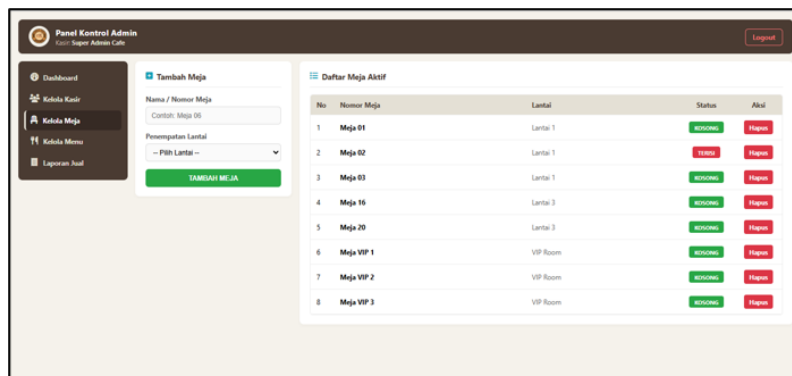 Panel Kontrol Admin
Kasir: Super Admin Cafe
Logout
Dashboard
Kelola Kasir
Kelola Meja
Kelola Menu
Laporan Jual
Tambah Meja
Nama / Nomor Meja
Contoh: Meja 06
Penempatan Lantai
-- Pilih Lantai --
TAMBAH MEJA
Daftar Meja Aktif
No Nomor Meja Lantai Status Aksi
1 Meja 01 Lantai 1 KOSONG Hapus
2 Meja 02 Lantai 1 TERISI Hapus
3 Meja 03 Lantai 1 KOSONG Hapus
4 Meja 16 Lantai 3 KOSONG Hapus
5 Meja 20 Lantai 3 KOSONG Hapus
6 Meja VIP 1 VIP Room KOSONG Hapus
7 Meja VIP 2 VIP Room KOSONG Hapus
8 Meja VIP 3 VIP Room KOSONG Hapus